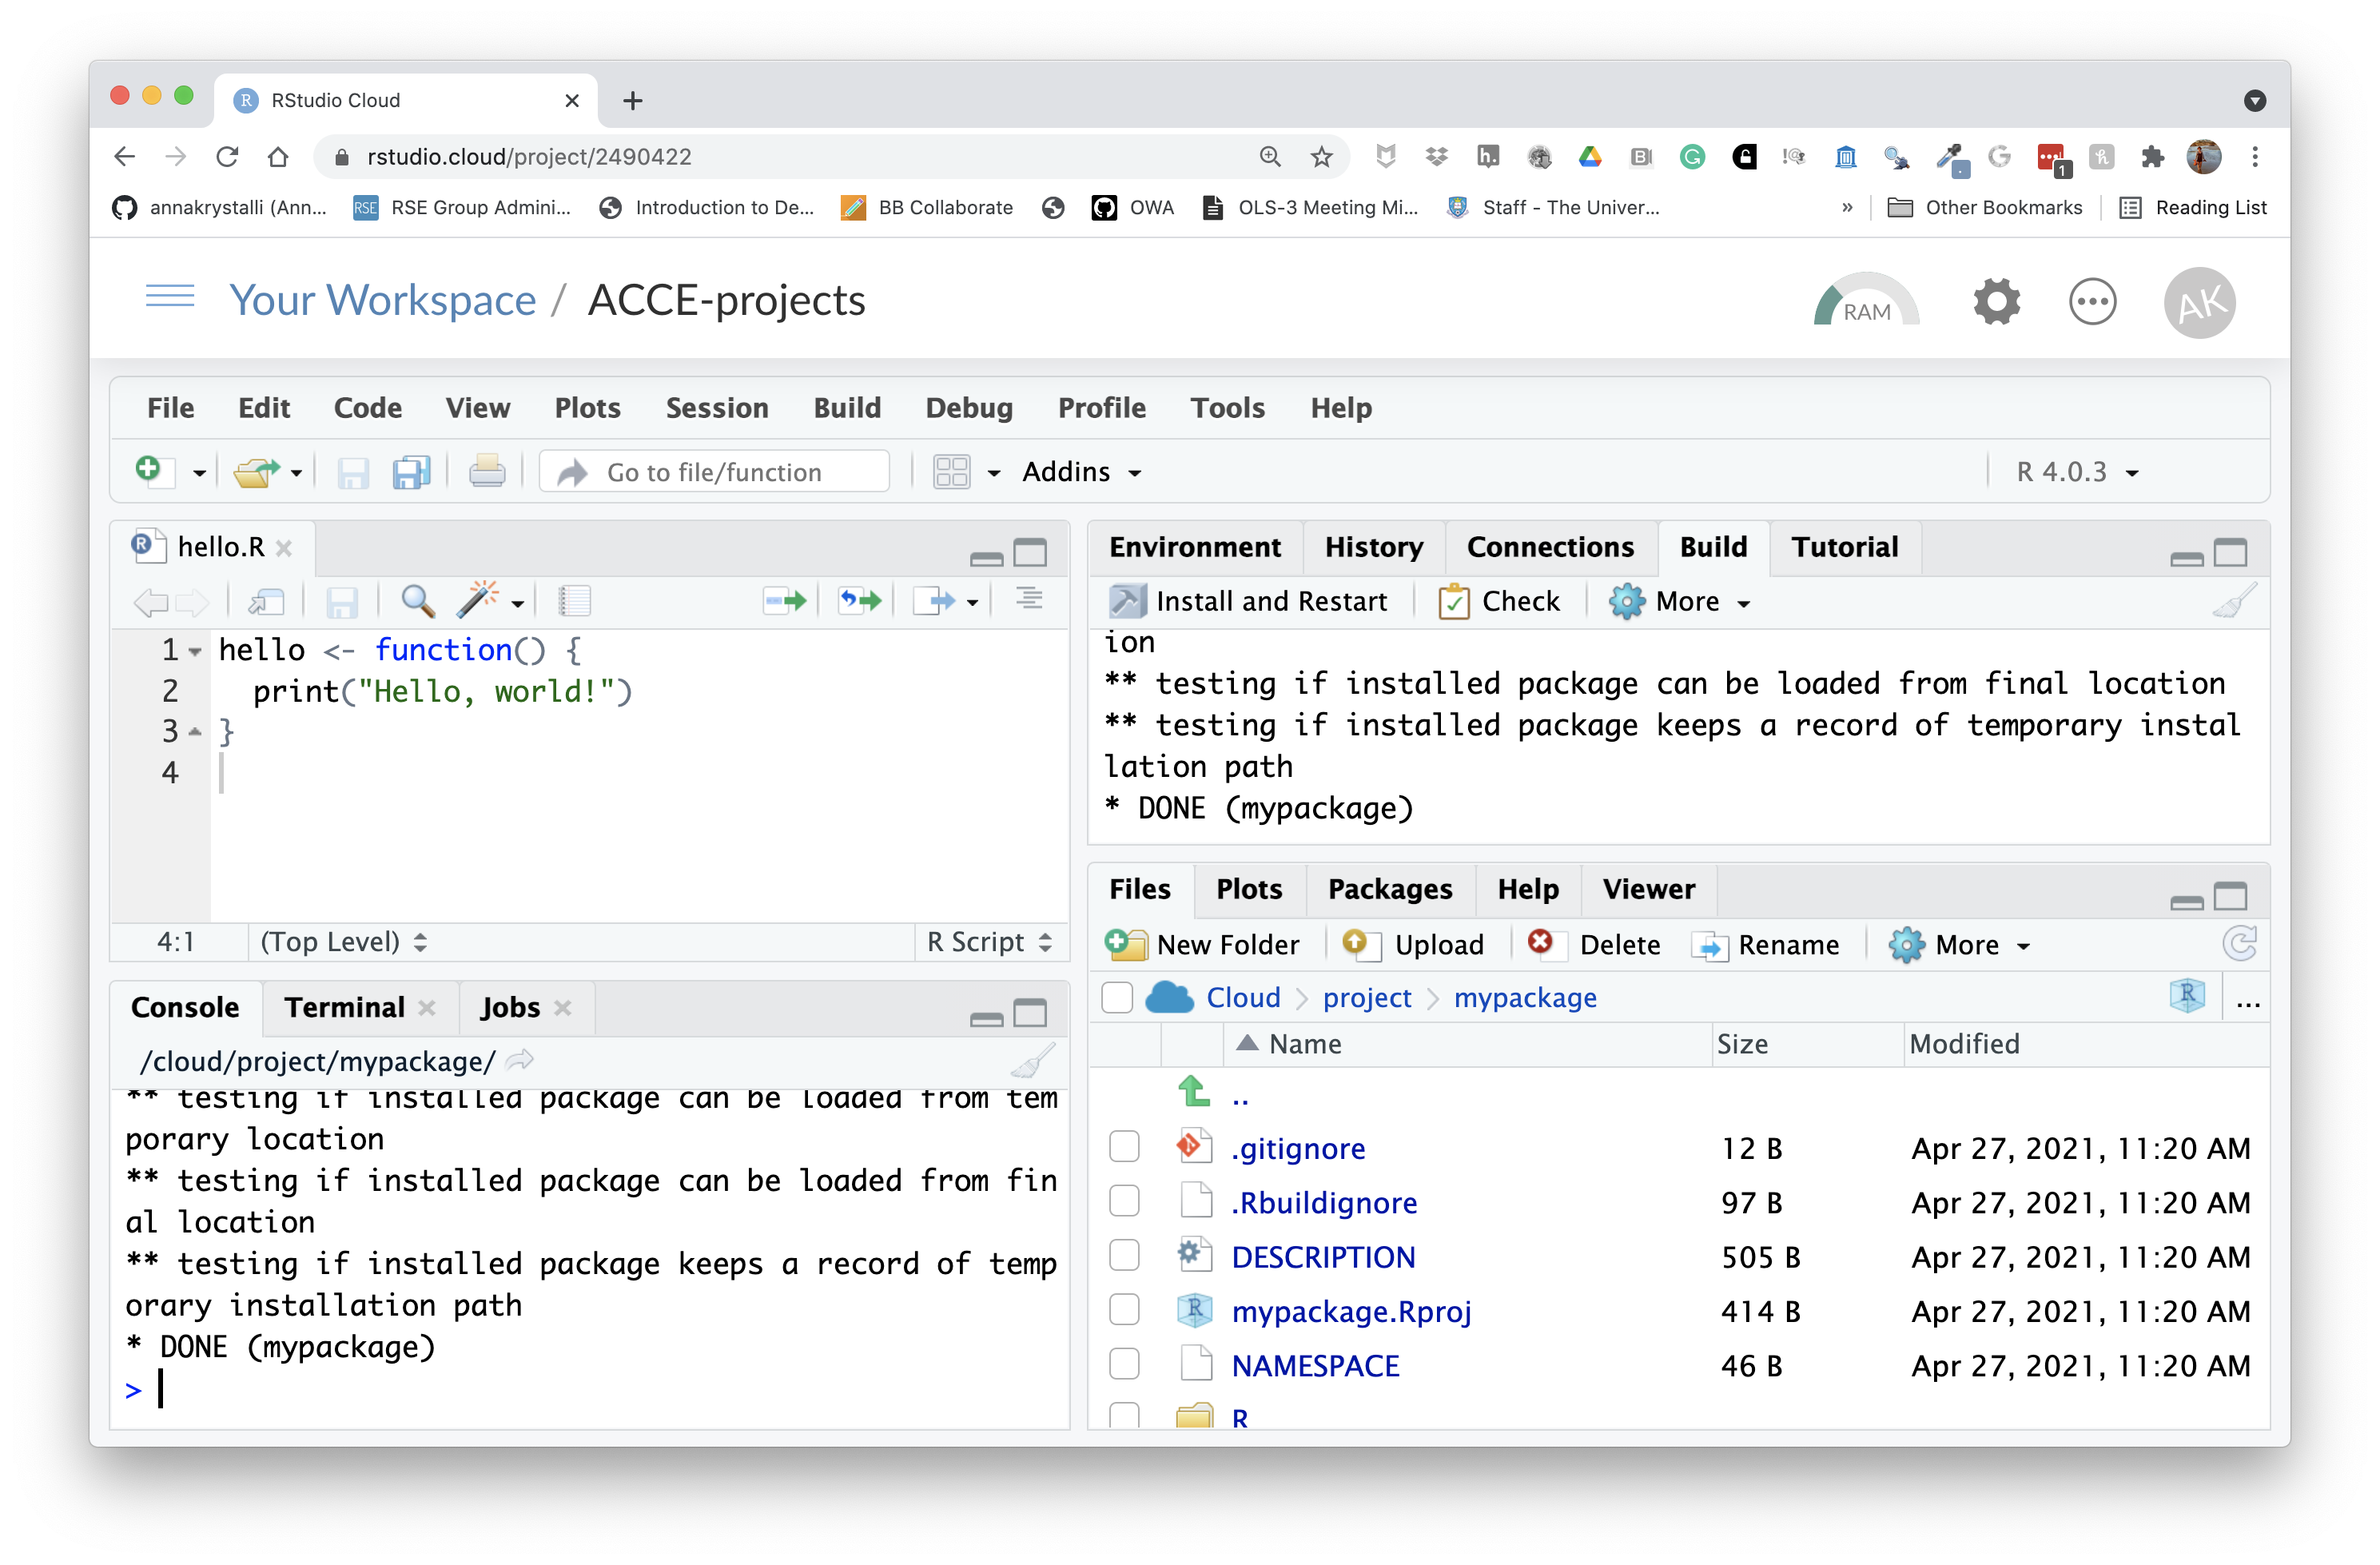 RStudio Cloud
rstudio.cloud/project/2490422
annakrystalli (Ann...
RSE Group Admini...
Introduction to De...
BB Collaborate
OWA
OLS-3 Meeting Mi...
Staff - The Univer...
»
Other Bookmarks
Reading List
Your Workspace / ACCE-projects
RAM
AK
File Edit Code View Plots Session Build Debug Profile Tools Help
Go to file/function
Addins
R 4.0.3
hello.R
1 hello <- function() {
2 print("Hello, world!")
3 }
4
4:1 (Top Level) R Script
Console Terminal Jobs
/cloud/project/mypackage/
** testing if installed package can be loaded from tem
porary location
** testing if installed package can be loaded from fin
al location
** testing if installed package keeps a record of temp
orary installation path
* DONE (mypackage)
>
Environment History Connections Build Tutorial
Install and Restart Check More
ion
** testing if installed package can be loaded from final location
** testing if installed package keeps a record of temporary instal
lation path
* DONE (mypackage)
Files Plots Packages Help Viewer
New Folder Upload Delete Rename More
Cloud project mypackage
...
Name Size Modified
..
.gitignore 12 B Apr 27, 2021, 11:20 AM
.Rbuildignore 97 B Apr 27, 2021, 11:20 AM
DESCRIPTION 505 B Apr 27, 2021, 11:20 AM
mypackage.Rproj 414 B Apr 27, 2021, 11:20 AM
NAMESPACE 46 B Apr 27, 2021, 11:20 AM
R